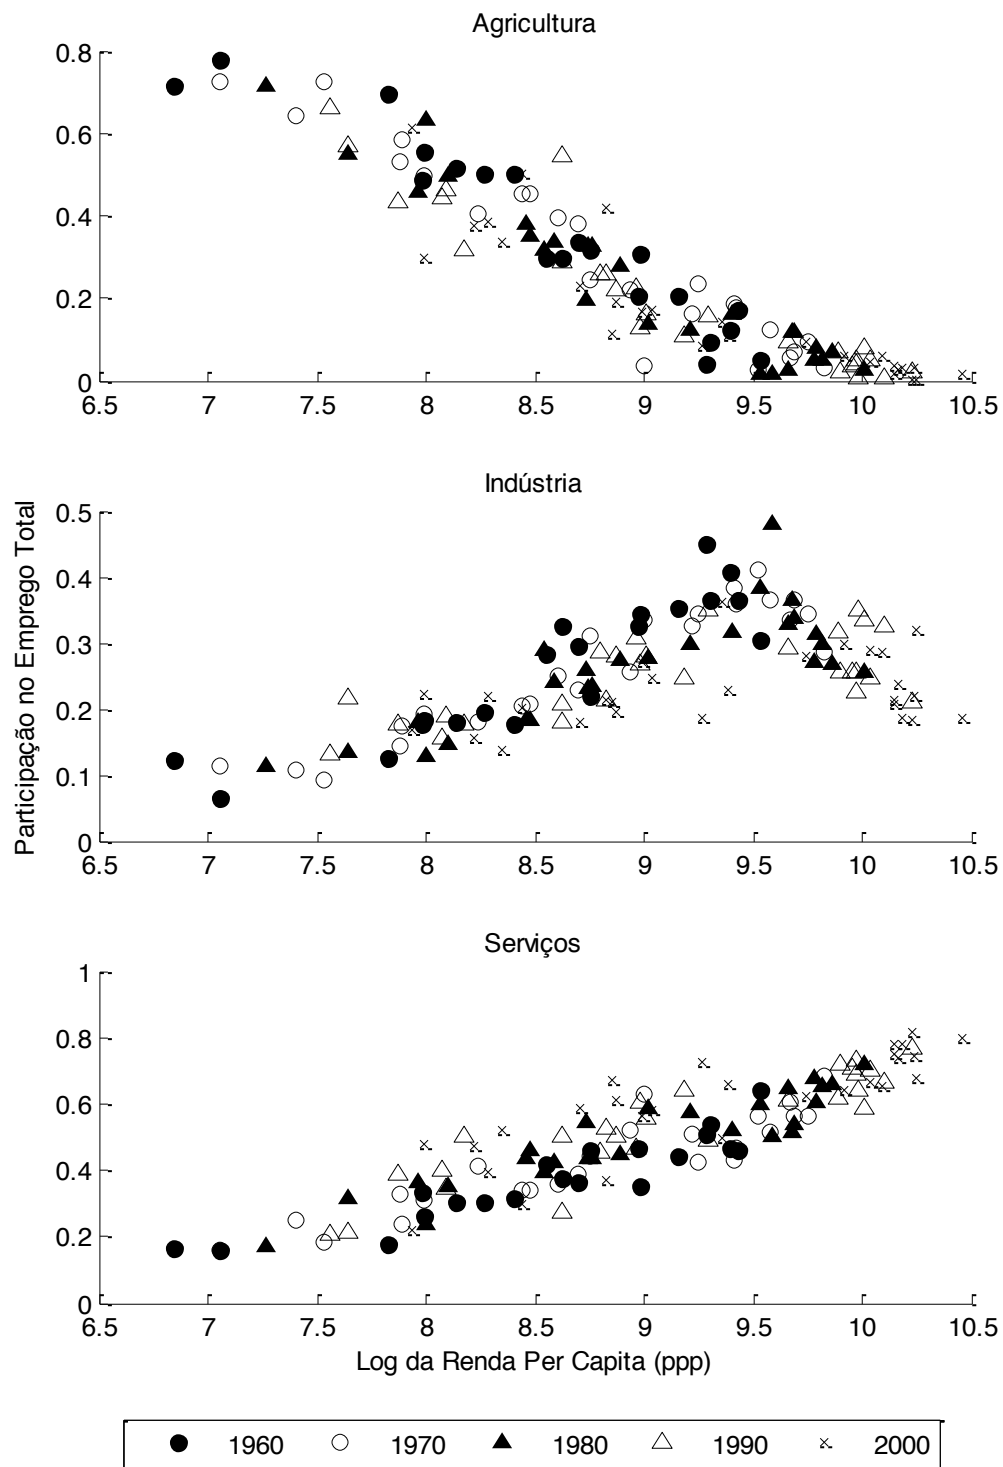 Agricultura
0.8
0.6
0.4
0.2
0
6.5 7 7.5 8 8.5 9 9.5 10 10.5
Indústria
0.5
0.4
0.3
0.2
0.1
0
6.5 7 7.5 8 8.5 9 9.5 10 10.5
Participação no Emprego Total
Serviços
1
0.8
0.6
0.4
0.2
0
6.5 7 7.5 8 8.5 9 9.5 10 10.5
Log da Renda Per Capita (ppp)
1960 1970 1980 1990 2000